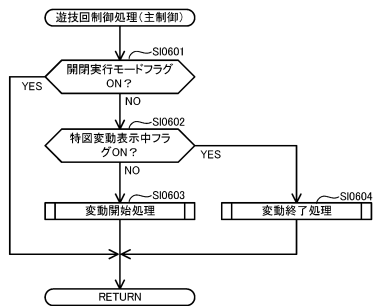 遊技回制御処理(主制御)
SI0601
開閉実行モードフラグ
ON?
YES
NO
SI0602
特図変動表示中フラ
グON?
YES
NO
SI0603
変動開始処理
SI0604
変動終了処理
RETURN